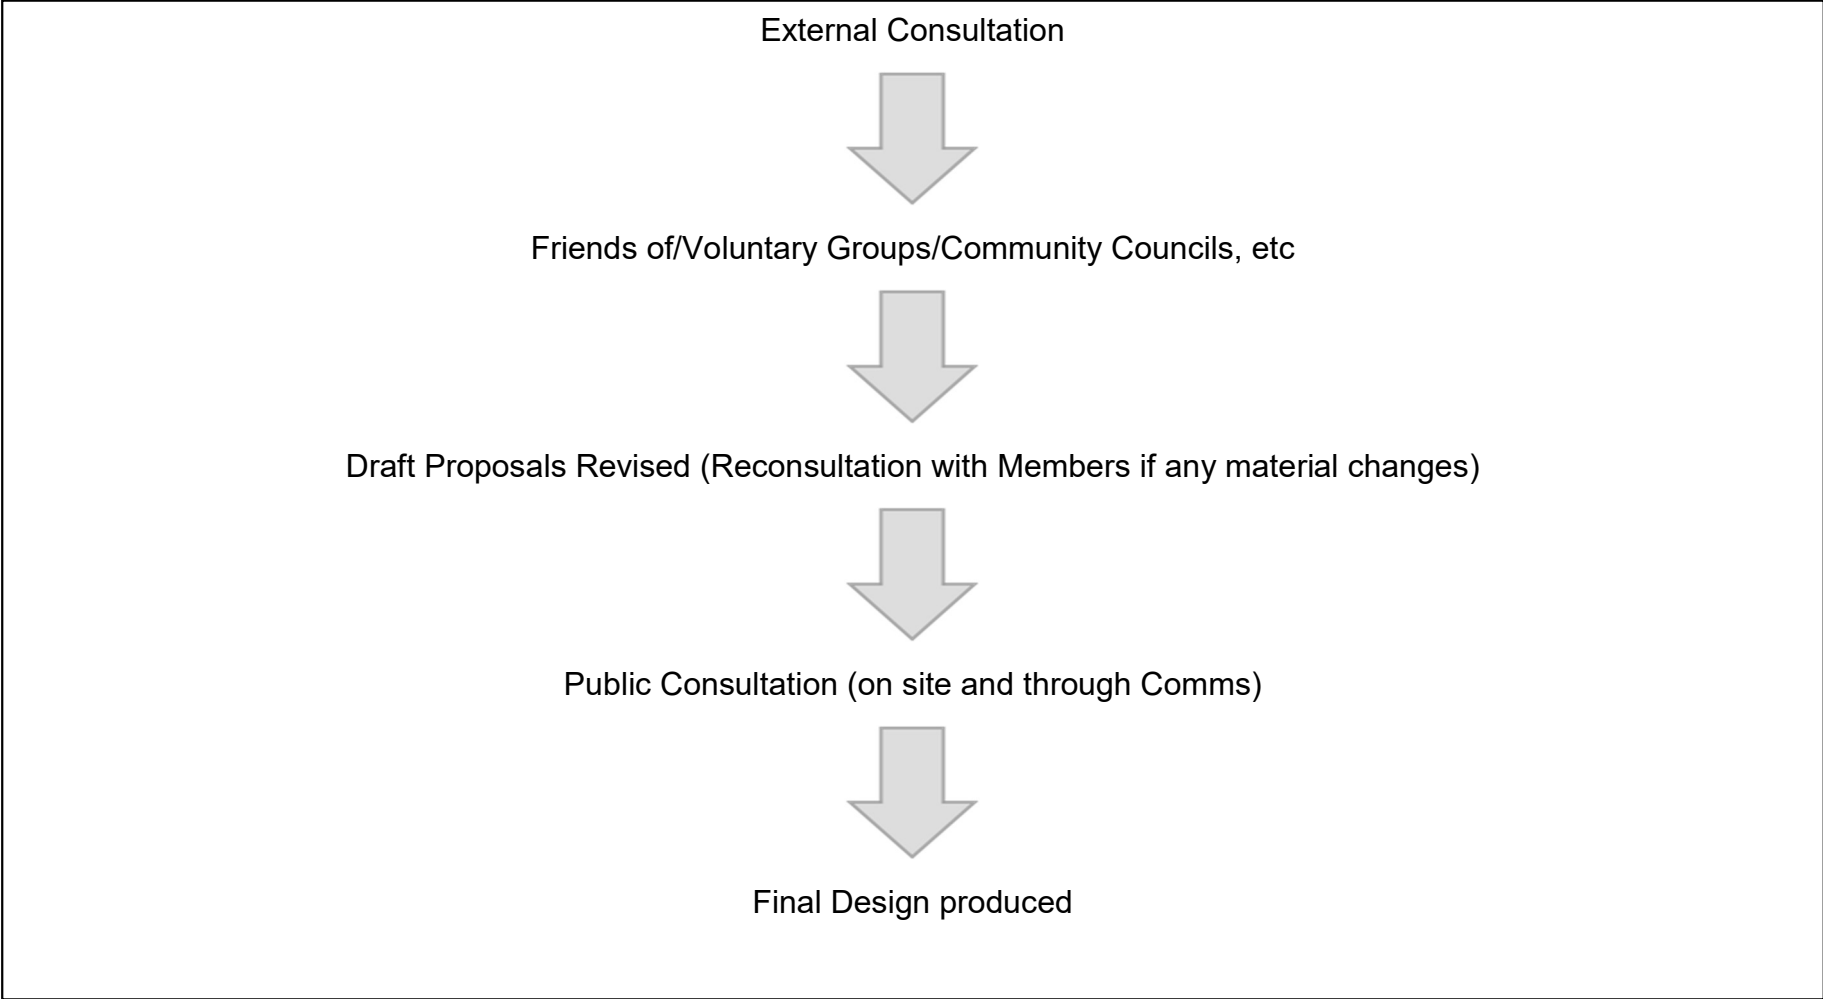 External Consultation
Friends of/Voluntary Groups/Community Councils, etc
Draft Proposals Revised (Reconsultation with Members if any material changes)
Public Consultation (on site and through Comms)
Final Design produced